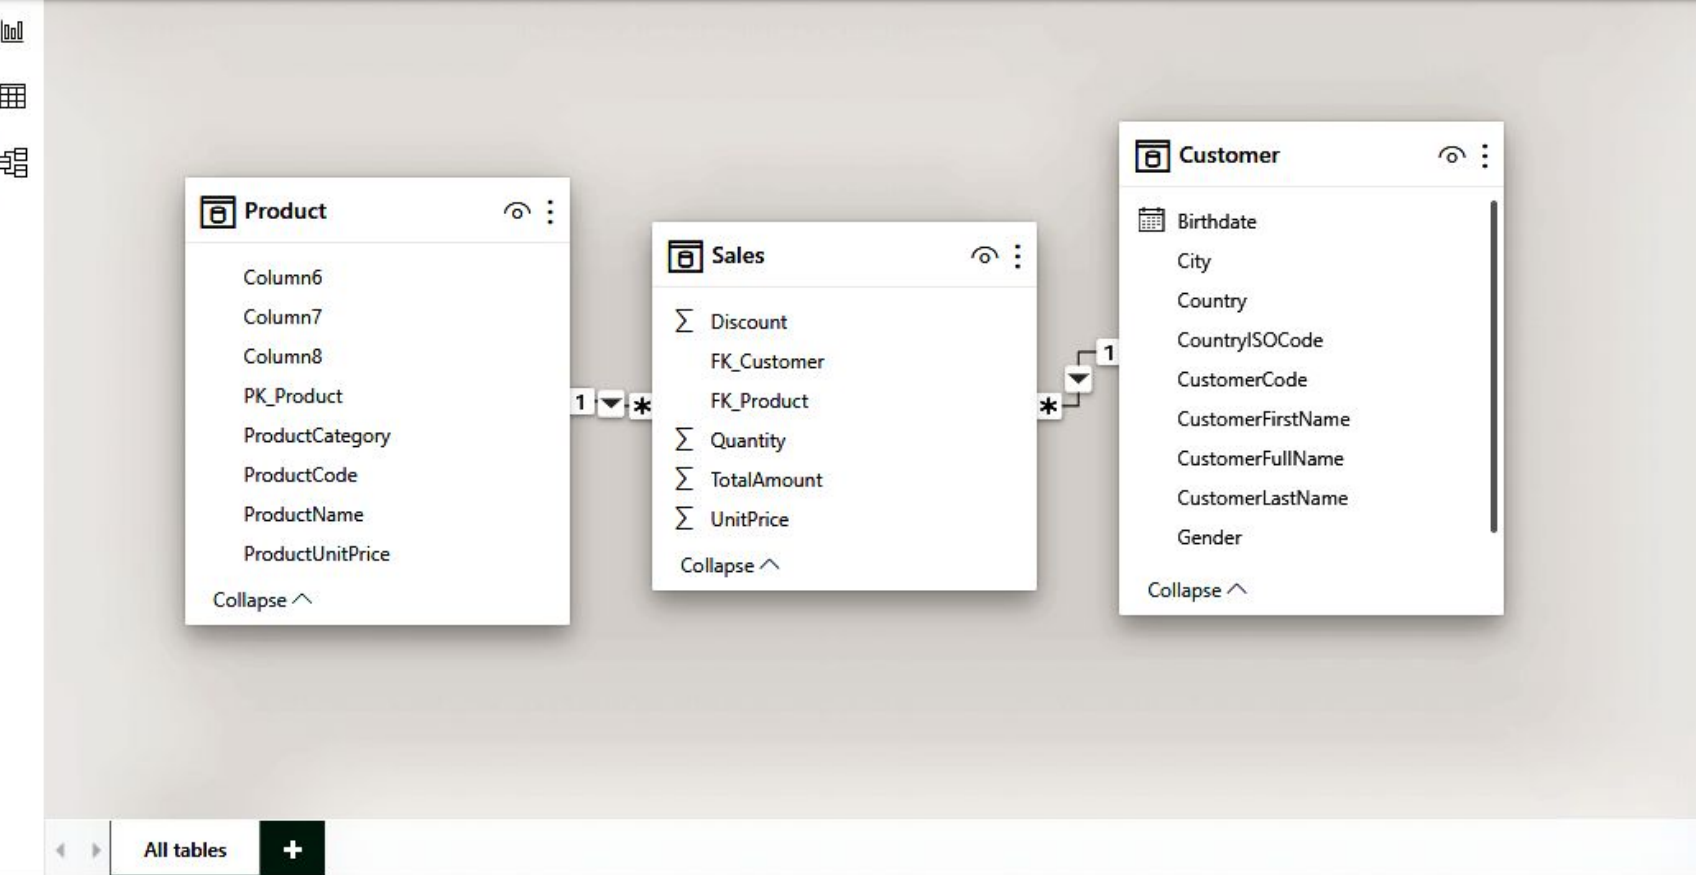 Product
Column6
Column7
Column8
PK_Product
ProductCategory
ProductCode
ProductName
ProductUnitPrice
Collapse
1
*
Sales
Discount
FK_Customer
FK_Product
Quantity
TotalAmount
UnitPrice
Collapse
*
1
Customer
Birthdate
City
Country
CountryISOCode
CustomerCode
CustomerFirstName
CustomerFullName
CustomerLastName
Gender
Collapse
All tables